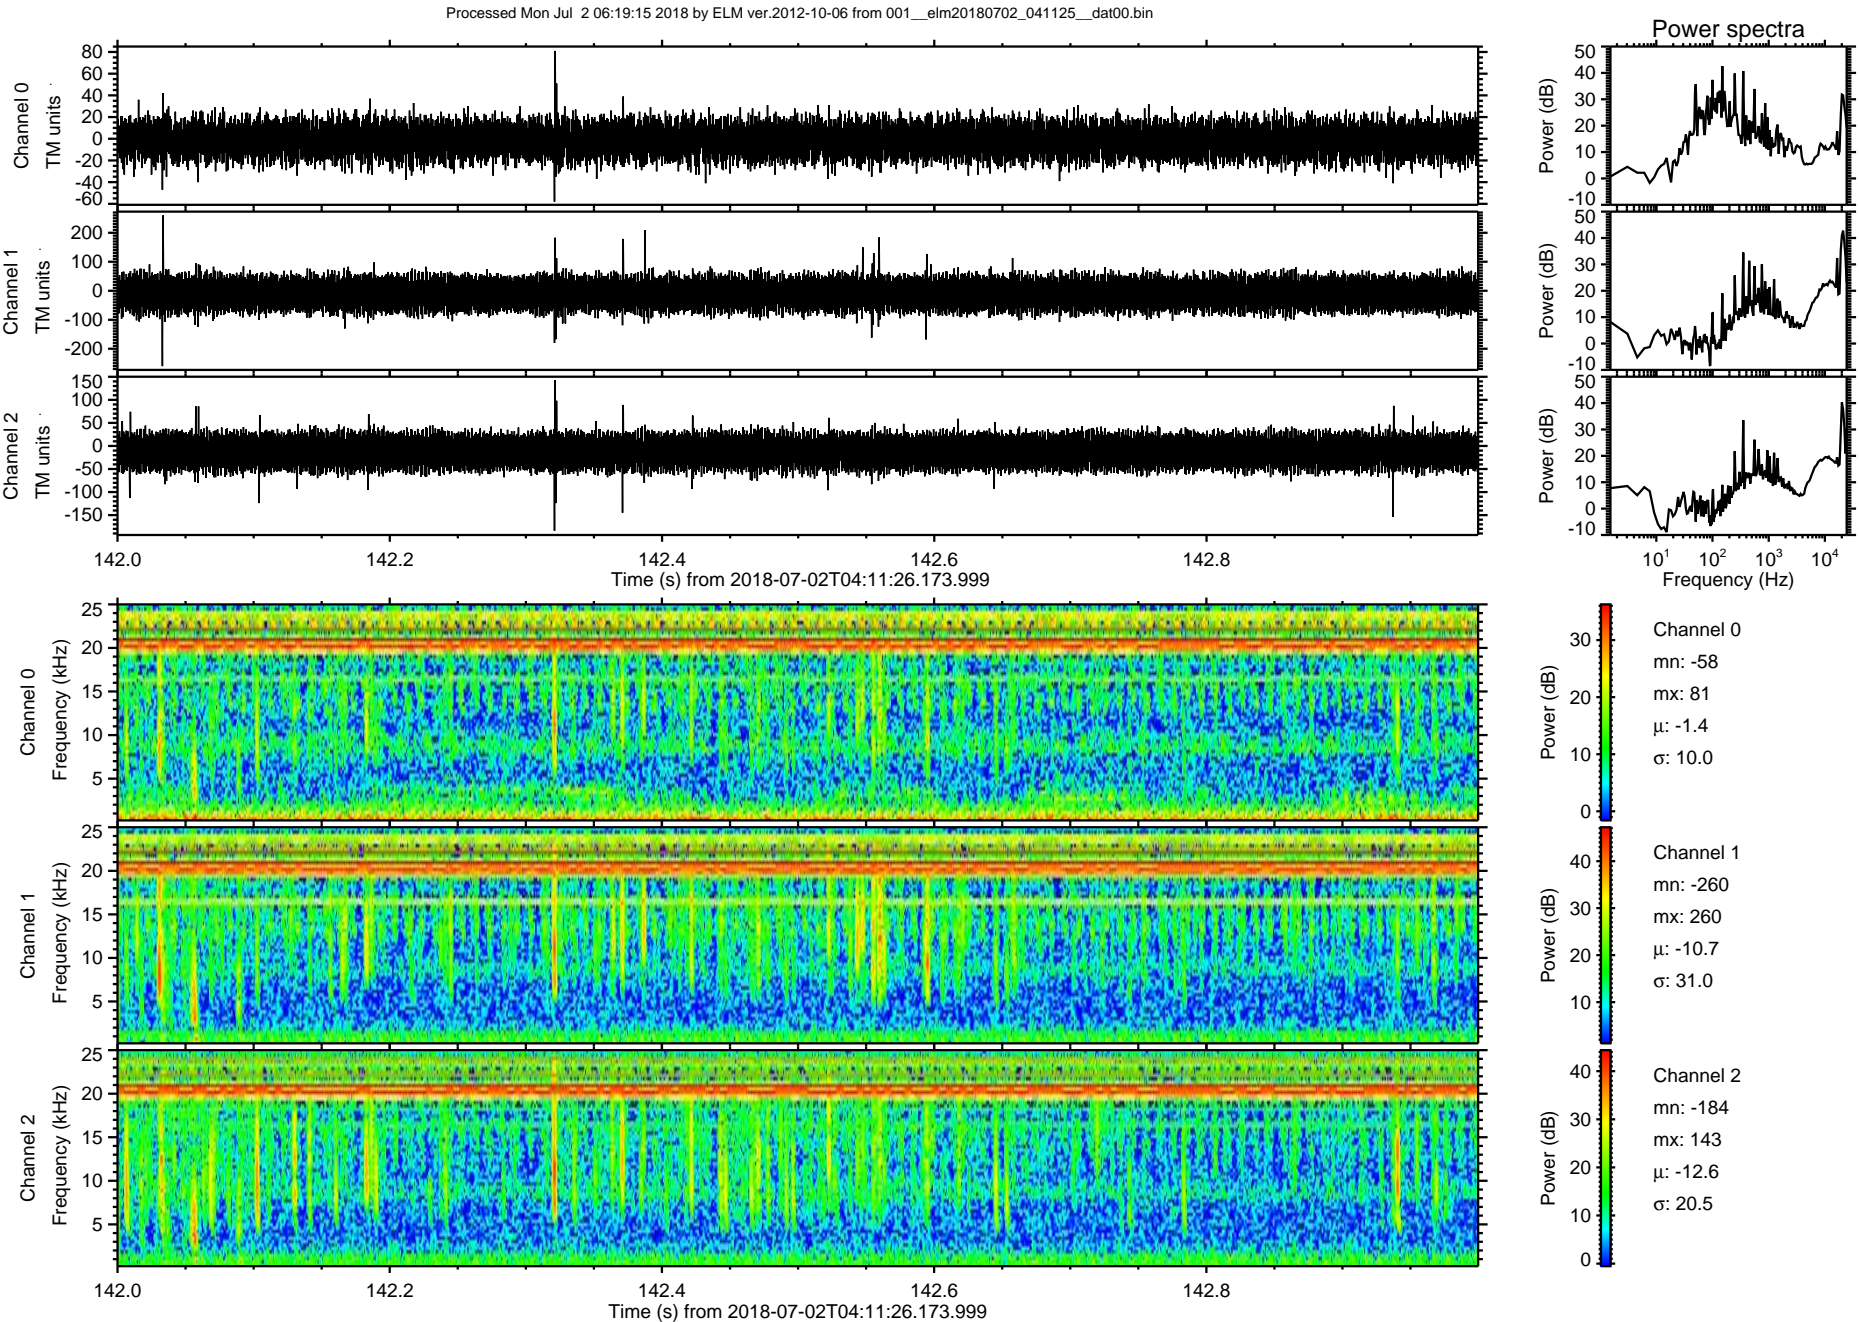 Processed Mon Jul  2 06:19:15 2018 by ELM ver.2012-10-06 from 001__elm20180702_041125__dat00.bin
Power spectra
Channel 0
TM units
80
60
40
20
0
-20
-40
-60
Power (dB)
50
40
30
20
10
0
-10
Channel 1
TM units
200
100
0
-100
-200
Power (dB)
50
40
30
20
10
0
-10
Channel 2
TM units
150
100
50
0
-50
-100
-150
Power (dB)
50
40
30
20
10
0
-10
142.0 142.2 142.4 142.6 142.8
Time (s) from 2018-07-02T04:11:26.173.999
10^1 10^2 10^3 10^4
Frequency (Hz)
Channel 0
Frequency (kHz)
25
20
15
10
5
Power (dB)
30
20
10
0
Channel 0
mn: -58
mx: 81
µ: -1.4
σ: 10.0
Channel 1
Frequency (kHz)
25
20
15
10
5
Power (dB)
40
30
20
10
Channel 1
mn: -260
mx: 260
µ: -10.7
σ: 31.0
Channel 2
Frequency (kHz)
25
20
15
10
5
Power (dB)
40
30
20
10
0
Channel 2
mn: -184
mx: 143
µ: -12.6
σ: 20.5
142.0 142.2 142.4 142.6 142.8
Time (s) from 2018-07-02T04:11:26.173.999